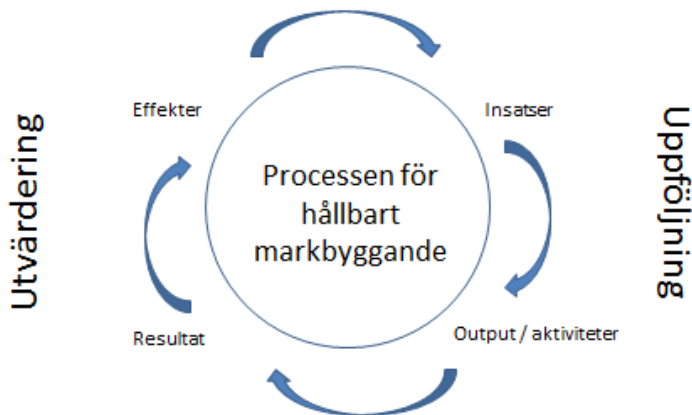 Utvärdering
Effekter
Insatser
Uppföljning
Processen för
hållbart
markbyggande
Resultat
Output / aktiviteter